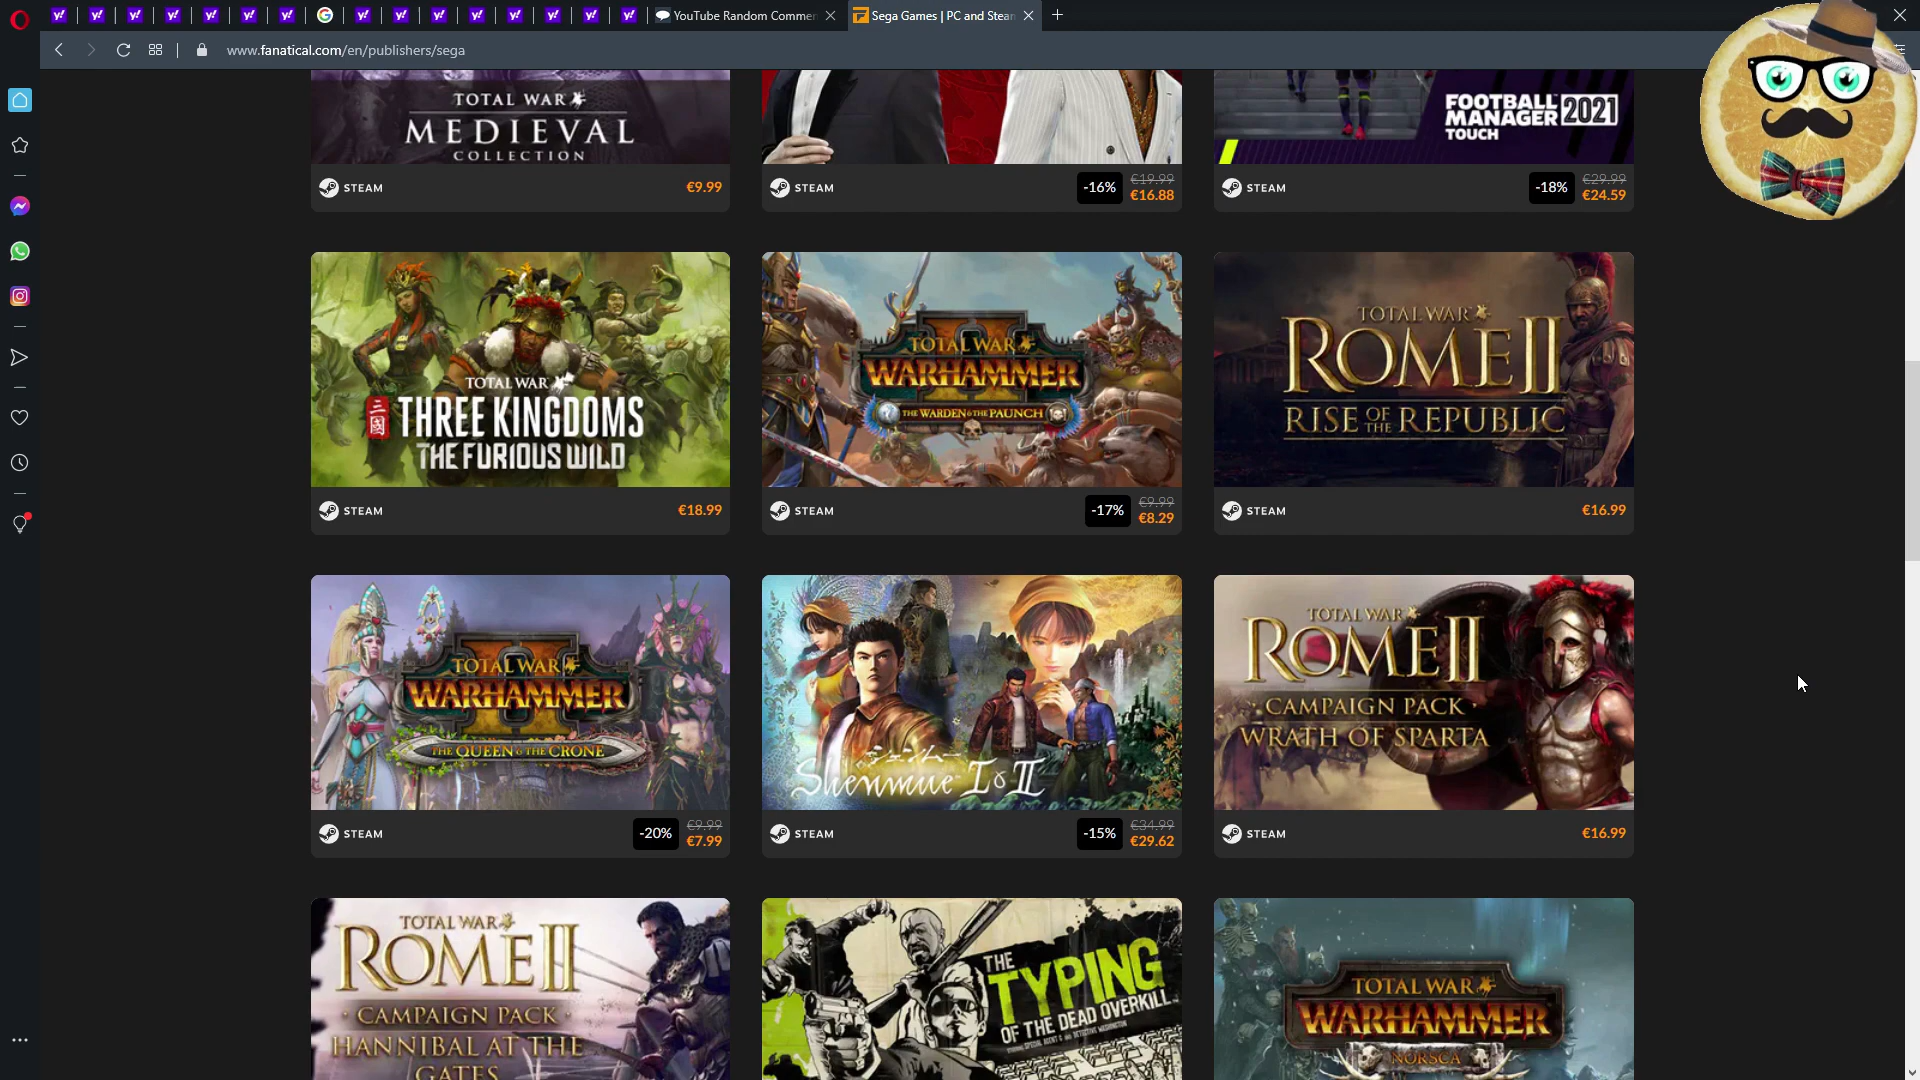 YouTube Random Commen
Sega Games | PC and Steam
www.fanatical.com/en/publishers/sega
TOTAL WAR
MEDIEVAL
COLLECTION
STEAM
€9.99
STEAM
-16%
€19.99
€16.88
FOOTBALL
MANAGER 2021
TOUCH
STEAM
-18%
€29.99
€24.59
TOTAL WAR
三國
THREE KINGDOMS
THE FURIOUS WILD
STEAM
€18.99
TOTAL WAR
WARHAMMER
II
THE WARDEN & THE PAUNCH
STEAM
-17%
€9.99
€8.29
TOTAL WAR
ROME II
RISE OF THE REPUBLIC
STEAM
€16.99
TOTAL WAR
WARHAMMER
II
THE QUEEN & THE CRONE
STEAM
-20%
€9.99
€7.99
Shenmue I & II
STEAM
-15%
€34.99
€29.62
TOTAL WAR
ROME II
CAMPAIGN PACK
WRATH OF SPARTA
STEAM
€16.99
TOTAL WAR
ROME II
CAMPAIGN PACK
HANNIBAL AT THE
GATES
THE
TYPING
OF THE DEAD OVERKILL
TOTAL WAR
WARHAMMER
NORSCA